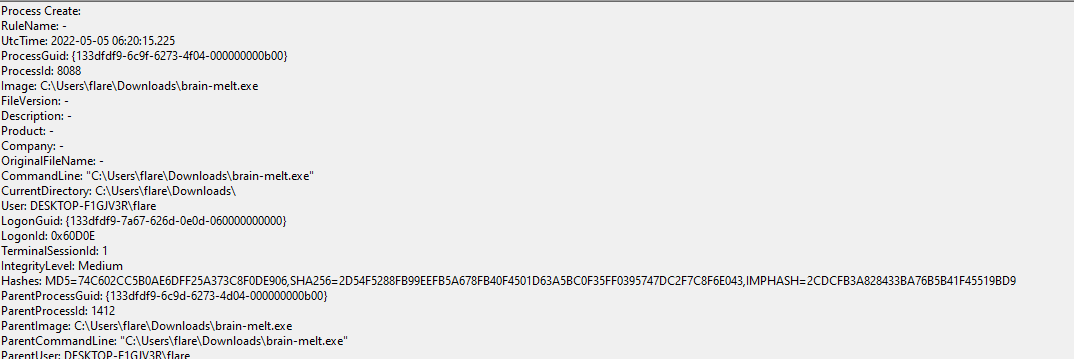 Process Create:
RuleName: -
UtcTime: 2022-05-05 06:20:15.225
ProcessGuid: {133dfdf9-6c9f-6273-4f04-000000000b00}
ProcessId: 8088
Image: C:\Users\flare\Downloads\brain-melt.exe
FileVersion: -
Description: -
Product: -
Company: -
OriginalFileName: -
CommandLine: "C:\Users\flare\Downloads\brain-melt.exe"
CurrentDirectory: C:\Users\flare\Downloads\
User: DESKTOP-F1GJV3R\flare
LogonGuid: {133dfdf9-7a67-626d-0e0d-060000000000}
LogonId: 0x60D0E
TerminalSessionId: 1
IntegrityLevel: Medium
Hashes: MD5=74C602CC5B0AE6DFF25A373C8F0DE906,SHA256=2D54F5288FB99EEFB5A678FB40F4501D63A5BC0F35FF0395747DC2F7C8F6E043,IMPHASH=2CDCFB3A828433BA76B5B41F45519BD9
ParentProcessGuid: {133dfdf9-6c9d-6273-4d04-000000000b00}
ParentProcessId: 1412
ParentImage: C:\Users\flare\Downloads\brain-melt.exe
ParentCommandLine: "C:\Users\flare\Downloads\brain-melt.exe"
ParentUser: DESKTOP-F1GJV3R\flare